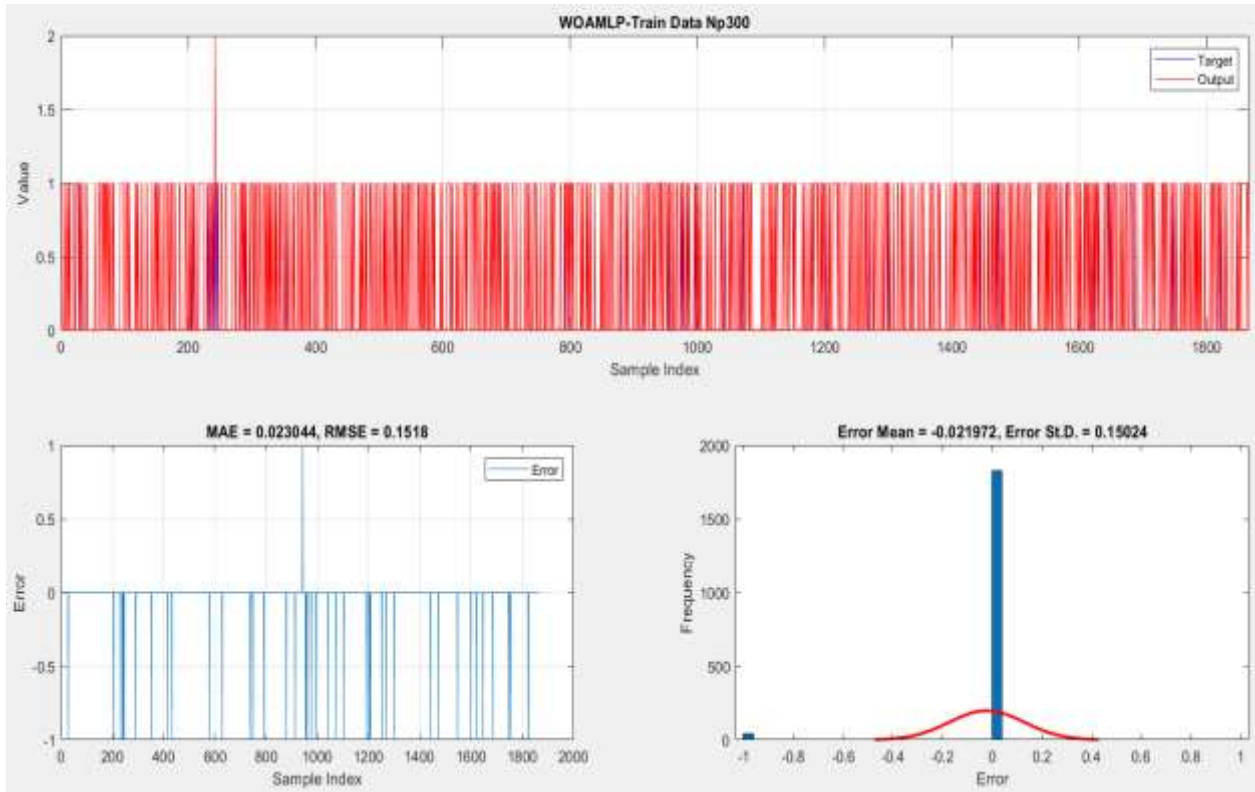 WOAMLP-Train Data Np300
2
1.5
1
0.5
0
Value
Target
Output
0 200 400 600 800 1000 1200 1400 1600 1800
Sample Index
MAE = 0.023044, RMSE = 0.1518
1
0.5
0
-0.5
-1
Error
Error
0 200 400 600 800 1000 1200 1400 1600 1800 2000
Sample Index
Error Mean = -0.021972, Error St.D. = 0.15024
2000
1500
1000
500
0
Frequency
-1 -0.8 -0.6 -0.4 -0.2 0 0.2 0.4 0.6 0.8 1
Error